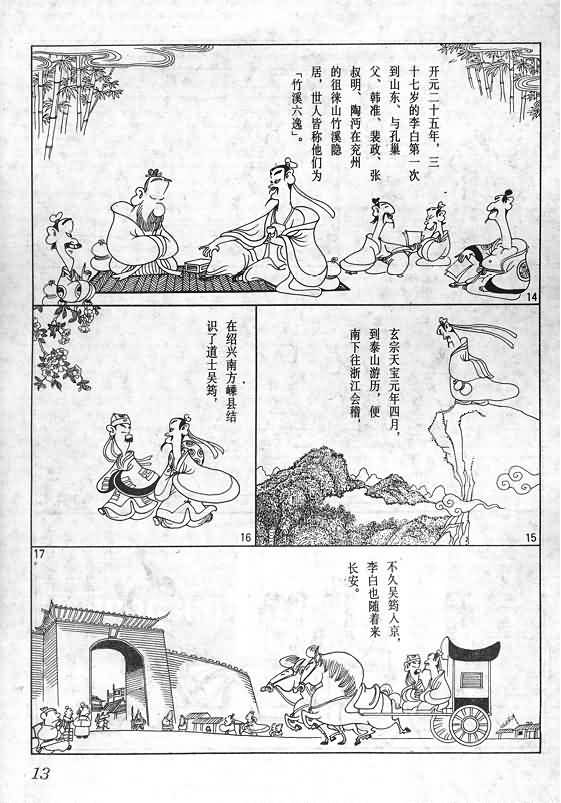 开元二十五年，三
十七岁的李白第一次
到山东、与孔巢
父、韩准、裴政、张
叔明、陶沔在兖州
的徂徕山竹溪隐
居，世人皆称他们为
「竹溪六逸」。
14
玄宗天宝元年四月，
到泰山游历，便
南下往浙江会稽，
15
在绍兴南方嵊县结
识了道士吴筠，
16
17
不久吴筠入京，
李白也随着来
长安。
13